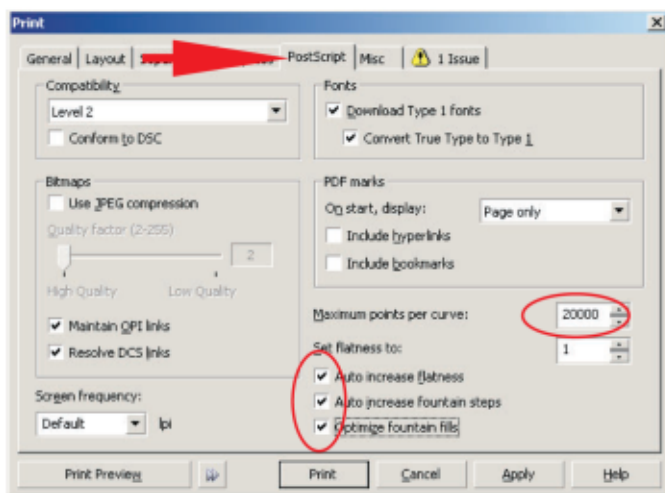 Print
General Layout PostScript Misc 1 Issue
Compatibility
Level 2
Conform to DSC
Fonts
Download Type 1 fonts
Convert True Type to Type 1
Bitmaps
Use JPEG compression
Quality factor (2-255)
2
High Quality Low Quality
Maintain OPI links
Resolve DCS links
PDF marks
On start, display: Page only
Include hyperlinks
Include bookmarks
Maximum points per curve: 20000
Set flatness to: 1
Auto increase flatness
Auto increase fountain steps
Optimize fountain fills
Screen frequency:
Default lpi
Print Preview Print Cancel Apply Help